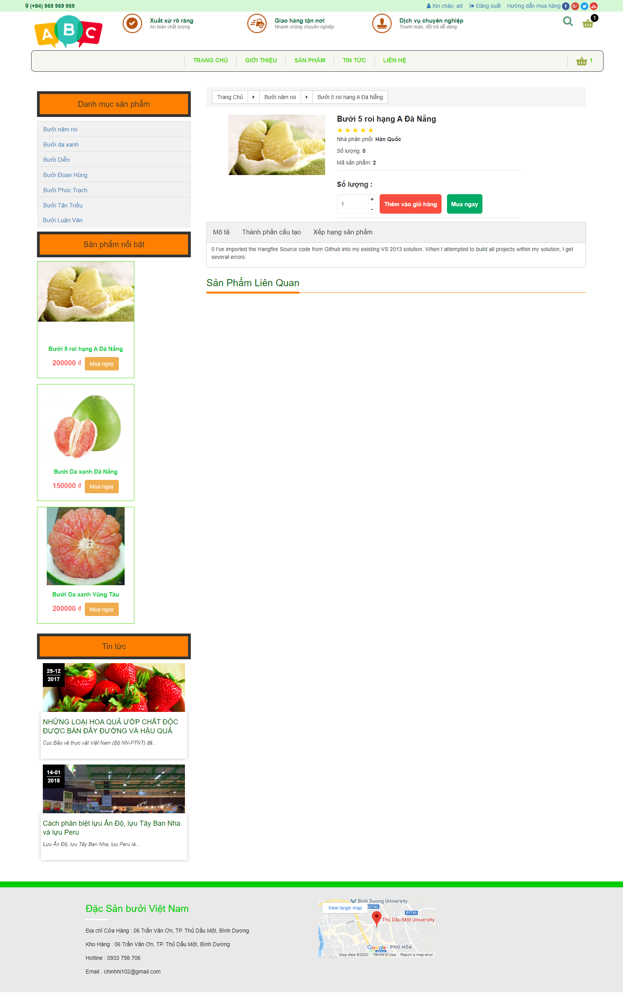 (+84) 969 969 969
Xin chào, ad Đăng xuất Hướng dẫn mua hàng
ABC
Xuất xứ rõ ràng
An toàn chất lượng
Giao hàng tận nơi
Nhanh chóng chuyên nghiệp
Dịch vụ chuyên nghiệp
Thanh toán, đổi trả dễ dàng
1
TRANG CHỦ GIỚI THIỆU SẢN PHẨM TIN TỨC LIÊN HỆ 1
Danh mục sản phẩm
Bưởi năm roi
Bưởi da xanh
Bưởi Diễn
Bưởi Đoan Hùng
Bưởi Phúc Trạch
Bưởi Tân Triều
Bưởi Luận Văn
Sản phẩm nổi bật
Bưởi 5 roi hạng A Đà Nẵng
200000 ₫ Mua ngay
Bưởi Da xanh Đã Nẵng
150000 ₫ Mua ngay
Bưởi Da xanh Vũng Tàu
200000 ₫ Mua ngay
Tin tức
29-12
2017
NHỮNG LOẠI HOA QUẢ ƯỚP CHẤT ĐỘC
ĐƯỢC BÁN ĐẦY ĐƯỜNG VÀ HẬU QUẢ
Cục Bảo vệ thực vật Việt Nam (Bộ NN-PTNT) đã...
14-01
2018
Cách phân biệt lựu Ấn Độ, lựu Tây Ban Nha
và lựu Peru
Lựu Ấn Độ, lựu Tây Ban Nha, lựu Peru là...
Trang Chủ Bưởi năm roi Bưởi 5 roi hạng A Đà Nẵng
Bưởi 5 roi hạng A Đà Nẵng
Nhà phân phối: Hàn Quốc
Số lượng: 0
Mã sản phẩm: 2
Số lượng :
1 + - Thêm vào giỏ hàng Mua ngay
Mô tả Thành phần cấu tạo Xếp hạng sản phẩm
0 I've imported the Hangfire Source code from Github into my existing VS 2013 solution. When I attempted to build all projects within my solution, I get
several errors:
Sản Phẩm Liên Quan
Đặc Sản bưởi Việt Nam
Địa chỉ Cửa Hàng : 06 Trần Văn Ơn, TP. Thủ Dầu Một, Bình Dương
Kho Hàng : 06 Trần Văn Ơn, TP. Thủ Dầu Một, Bình Dương
Hotline : 0933 798 706
Email : chinhhi102@gmail.com
Binh Duong University
View larger map
DT742
DT743
Yersin
Thủ Dầu Một University
Google
PHÚ HÒA
Map data ©2020 Terms of Use Report a map error